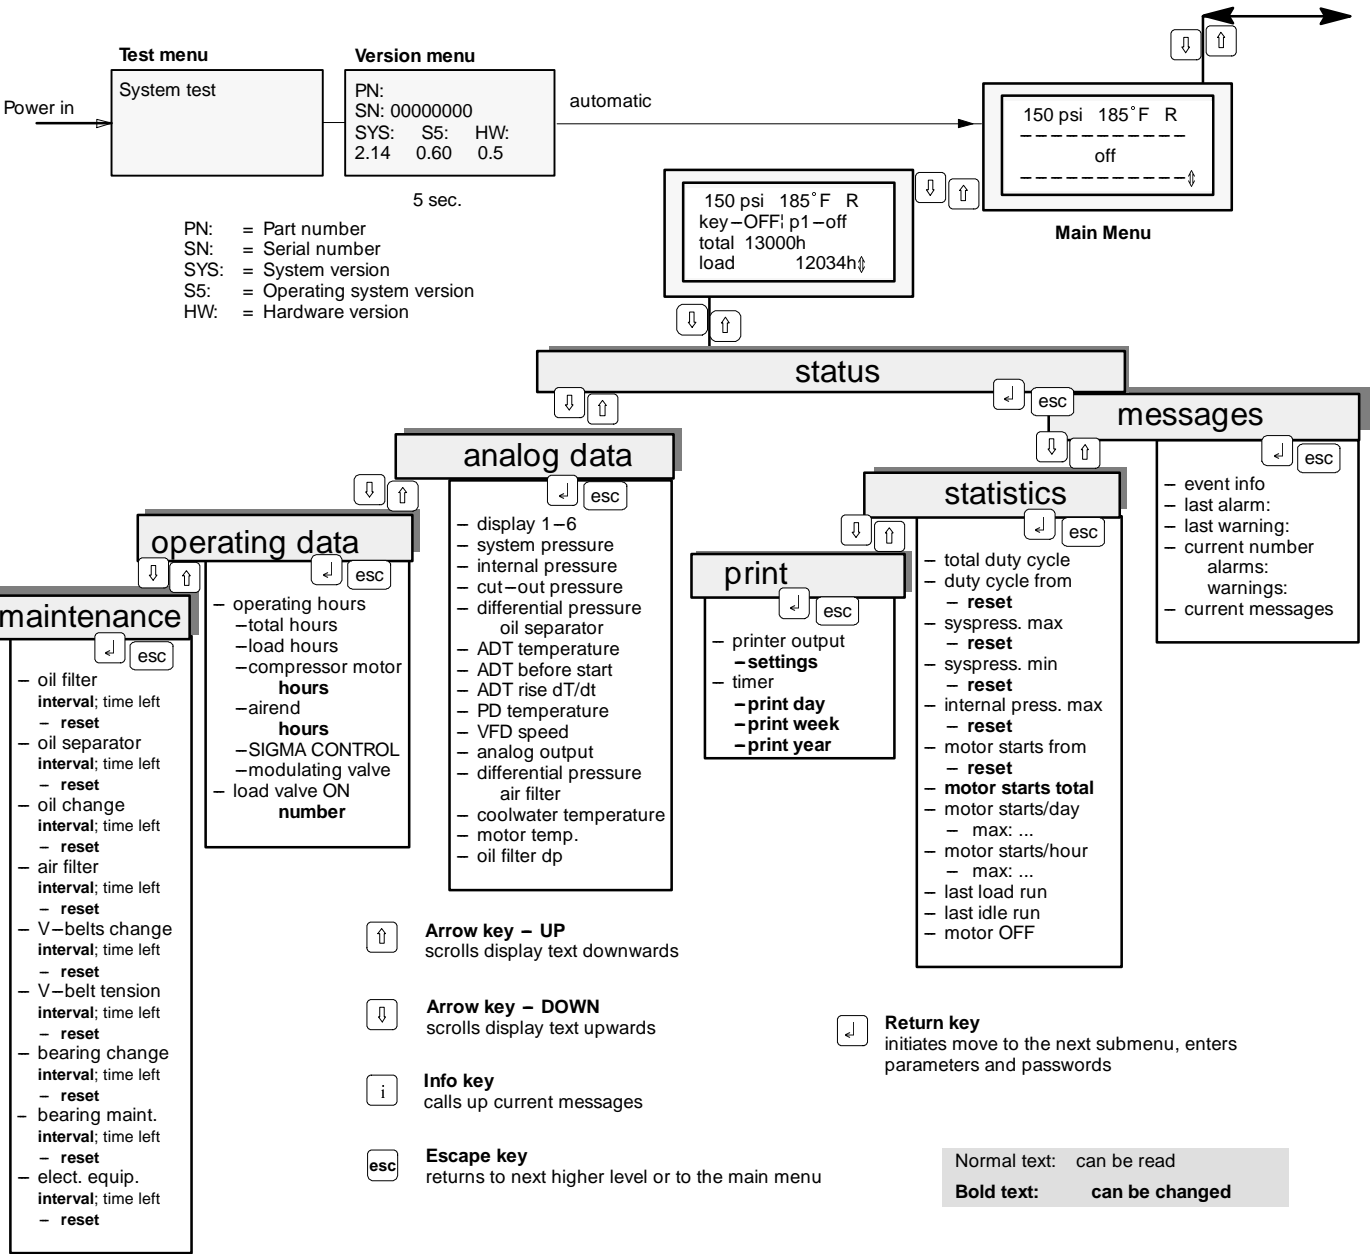 Test menu
System test
Version menu
PN:
SN: 00000000
SYS: S5: HW:
2.14 0.60 0.5
Power in
automatic
5 sec.
150 psi 185°F R
off
Main Menu
150 psi 185°F R
key–OFF¦ p1–off
total 13000h
load 12034h
PN: = Part number
SN: = Serial number
SYS: = System version
S5: = Operating system version
HW: = Hardware version
status
esc
messages
esc
– event info
– last alarm:
– last warning:
– current number
alarms:
warnings:
– current messages
analog data
esc
– display 1–6
– system pressure
– internal pressure
– cut–out pressure
– differential pressure
oil separator
– ADT temperature
– ADT before start
– ADT rise dT/dt
– PD temperature
– VFD speed
– analog output
– differential pressure
air filter
– coolwater temperature
– motor temp.
– oil filter dp
statistics
esc
– total duty cycle
– duty cycle from
– reset
– syspress. max
– reset
– syspress. min
– reset
– internal press. max
– reset
– motor starts from
– reset
– motor starts total
– motor starts/day
– max: ...
– motor starts/hour
– max: ...
– last load run
– last idle run
– motor OFF
operating data
esc
– operating hours
–total hours
–load hours
–compressor motor
hours
–airend
hours
–SIGMA CONTROL
–modulating valve
– load valve ON
number
print
esc
– printer output
–settings
– timer
–print day
–print week
–print year
maintenance
esc
– oil filter
interval; time left
– reset
– oil separator
interval; time left
– reset
– oil change
interval; time left
– reset
– air filter
interval; time left
– reset
– V–belts change
interval; time left
– reset
– V–belt tension
interval; time left
– reset
– bearing change
interval; time left
– reset
– bearing maint.
interval; time left
– reset
– elect. equip.
interval; time left
– reset
Arrow key – UP
scrolls display text downwards
Arrow key – DOWN
scrolls display text upwards
i
Info key
calls up current messages
esc
Escape key
returns to next higher level or to the main menu
Return key
initiates move to the next submenu, enters
parameters and passwords
Normal text: can be read
Bold text: can be changed